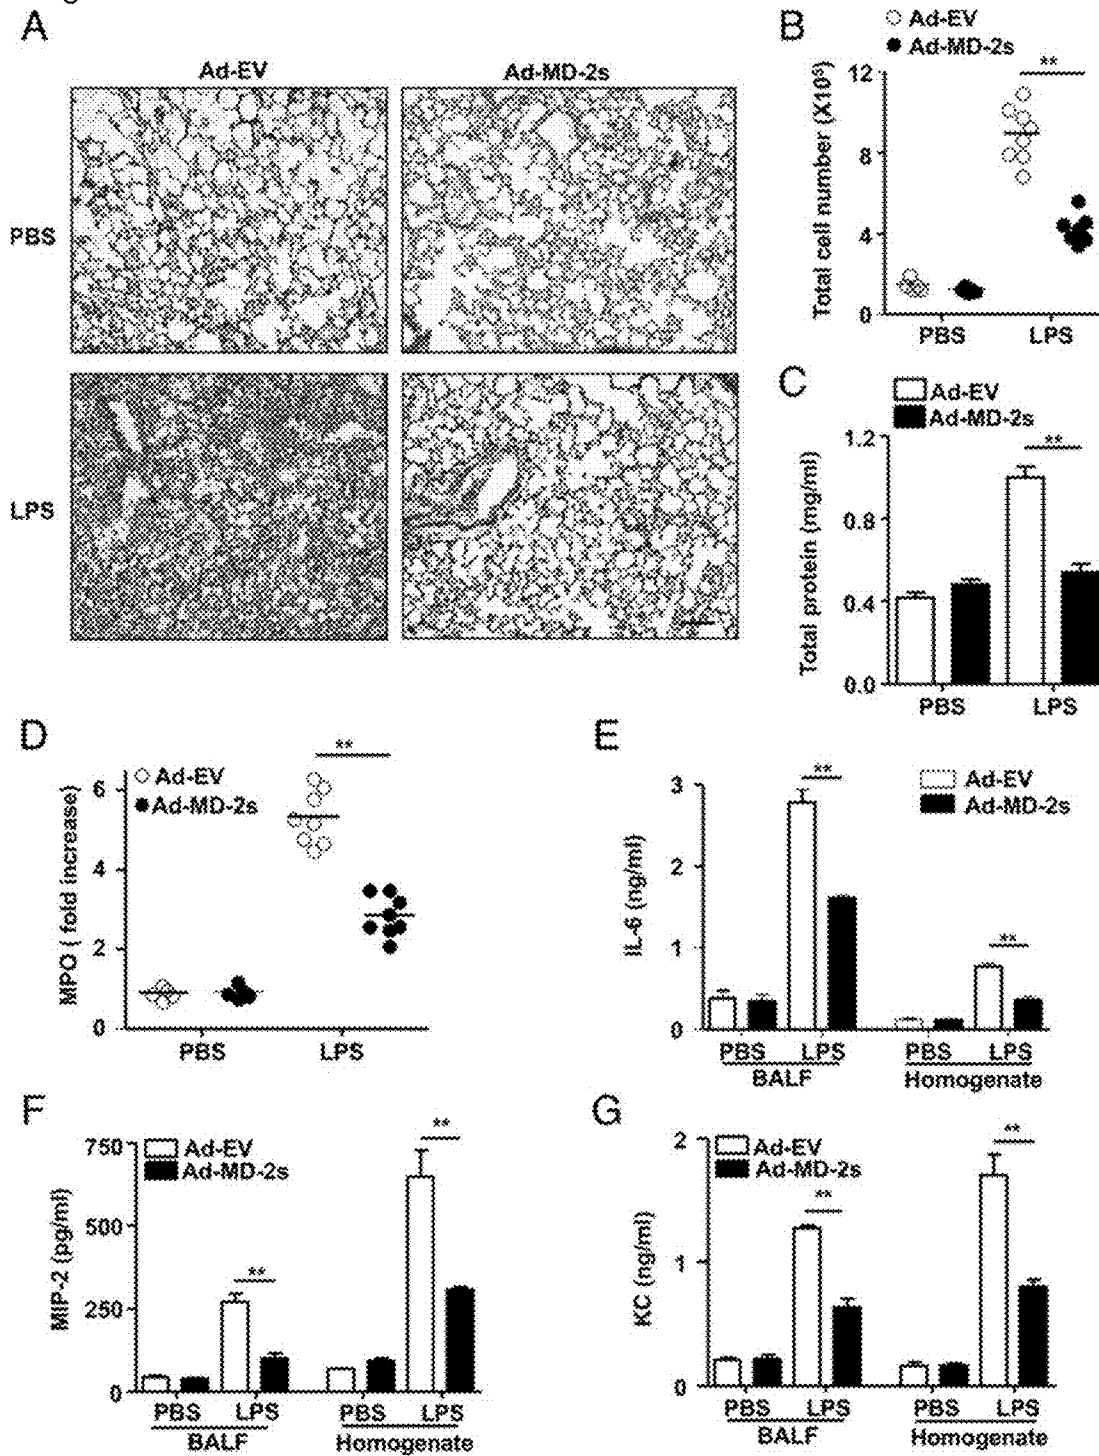 A
Ad-EV
Ad-MD-2s
PBS
LPS
B
Ad-EV
Ad-MD-2s
Total cell number (X10⁵)
12
8
4
0
**
PBS
LPS
C
Ad-EV
Ad-MD-2s
Total protein (mg/ml)
1.2
0.8
0.4
0.0
**
PBS
LPS
D
Ad-EV
Ad-MD-2s
MPO ( fold increase)
6
4
2
0
**
PBS
LPS
E
Ad-EV
Ad-MD-2s
IL-6 (ng/ml)
3
2
1
0
**
**
PBS
LPS
PBS
LPS
BALF
Homogenate
F
Ad-EV
Ad-MD-2s
MIP-2 (pg/ml)
750
500
250
0
**
**
PBS
LPS
PBS
LPS
BALF
Homogenate
G
Ad-EV
Ad-MD-2s
KC (ng/ml)
2
1
0
**
**
PBS
LPS
PBS
LPS
BALF
Homogenate